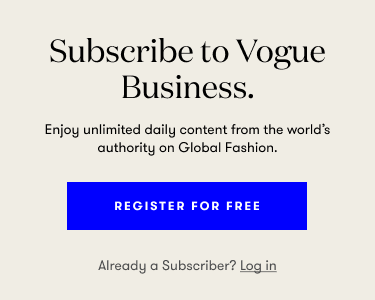 Subscribe to Vogue
Business.
Enjoy unlimited daily content from the world’s
authority on Global Fashion.
REGISTER FOR FREE
Already a Subscriber? Log in